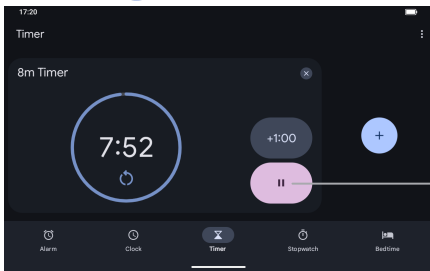 17:20
Timer
8m Timer
7:52
+1:00
Alarm
Clock
Timer
Stopwatch
Bedtime